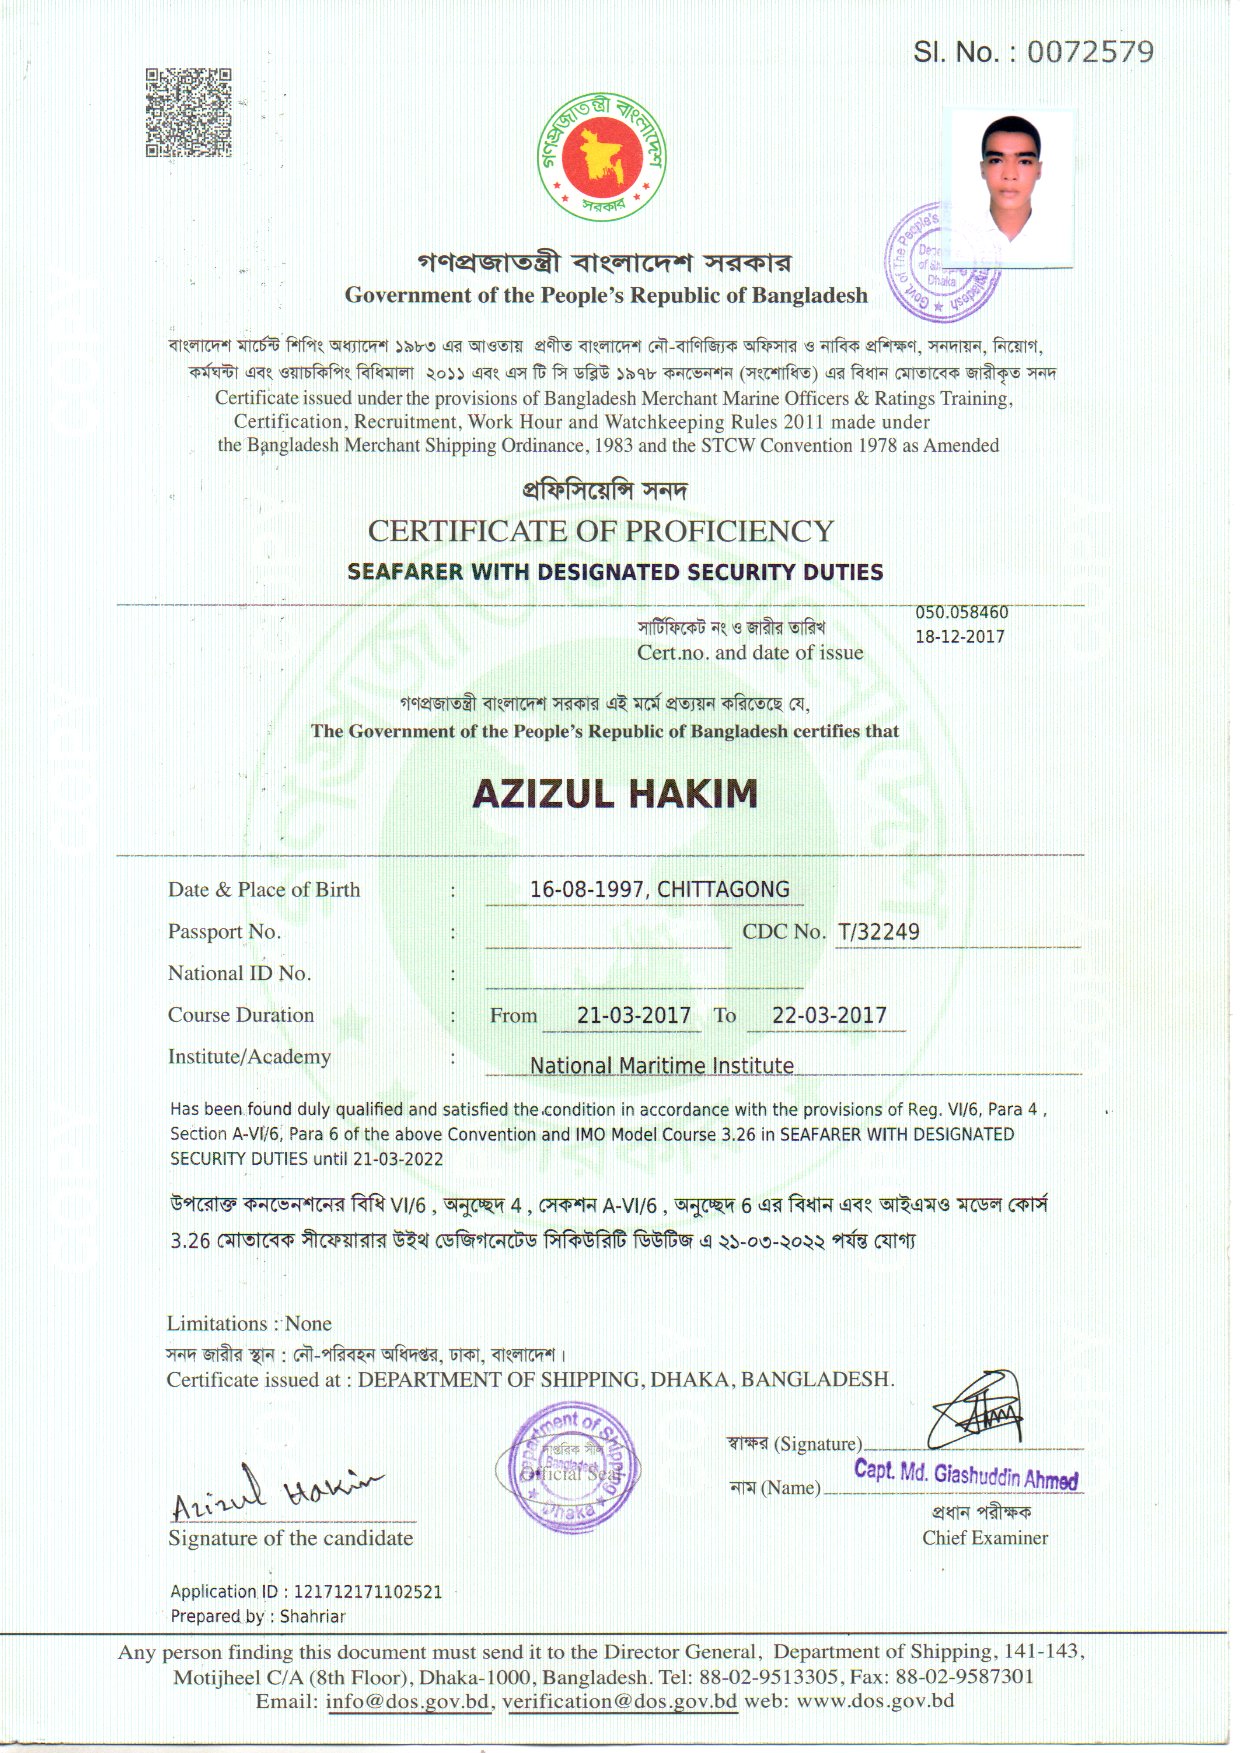 Sl. No. : 0072579
গণপ্রজাতন্ত্রী বাংলাদেশ
সরকার
গণপ্রজাতন্ত্রী বাংলাদেশ সরকার
Government of the People's Republic of Bangladesh
Govt of The People's
Dhaka
বাংলাদেশ মার্চেন্ট শিপিং অধ্যাদেশ ১৯৮৩ এর আওতায় প্রণীত বাংলাদেশ নৌ-বাণিজ্যিক অফিসার ও নাবিক প্রশিক্ষণ, সনদায়ন, নিয়োগ,
কর্মঘন্টা এবং ওয়াচকিপিং বিধিমালা ২০১১ এবং এস টি সি ডব্লিউ ১৯৭৮ কনভেনশন (সংশোধিত) এর বিধান মোতাবেক জারীকৃত সনদ
Certificate issued under the provisions of Bangladesh Merchant Marine Officers & Ratings Training,
Certification, Recruitment, Work Hour and Watchkeeping Rules 2011 made under
the Bangladesh Merchant Shipping Ordinance, 1983 and the STCW Convention 1978 as Amended
প্রফিসিয়েন্সি সনদ
CERTIFICATE OF PROFICIENCY
SEAFARER WITH DESIGNATED SECURITY DUTIES
050.058460
সার্টিফিকেট নং ও জারীর তারিখ
18-12-2017
Cert.no. and date of issue
গণপ্রজাতন্ত্রী বাংলাদেশ সরকার এই মর্মে প্রত্যয়ন করিতেছে যে,
The Government of the People's Republic of Bangladesh certifies that
AZIZUL HAKIM
Date & Place of Birth : 16-08-1997, CHITTAGONG
Passport No. : CDC No. T/32249
National ID No. :
Course Duration : From 21-03-2017 To 22-03-2017
Institute/Academy : National Maritime Institute
Has been found duly qualified and satisfied the condition in accordance with the provisions of Reg. VI/6, Para 4 ,
Section A-VI/6, Para 6 of the above Convention and IMO Model Course 3.26 in SEAFARER WITH DESIGNATED
SECURITY DUTIES until 21-03-2022
উপরোক্ত কনভেনশনের বিধি VI/6 , অনুচ্ছেদ 4 , সেকশন A-VI/6 , অনুচ্ছেদ 6 এর বিধান এবং আইএমও মডেল কোর্স
3.26 মোতাবেক সীফেয়ারার উইথ ডেজিগনেটেড সিকিউরিটি ডিউটিজ এ ২১-০৩-২০২২ পর্যন্ত যোগ্য
Limitations : None
সনদ জারীর স্থান : নৌ-পরিবহন অধিদপ্তর, ঢাকা, বাংলাদেশ।
Certificate issued at : DEPARTMENT OF SHIPPING, DHAKA, BANGLADESH.
Department of Shipping
দাপ্তরিক সীল
Bangladesh
Official Seal
Dhaka
স্বাক্ষর (Signature)
নাম (Name) Capt. Md. Giashuddin Ahmed
প্রধান পরীক্ষক
Chief Examiner
Azizul Hakim
Signature of the candidate
Application ID : 121712171102521
Prepared by : Shahriar
Any person finding this document must send it to the Director General, Department of Shipping, 141-143,
Motijheel C/A (8th Floor), Dhaka-1000, Bangladesh. Tel: 88-02-9513305, Fax: 88-02-9587301
Email: info@dos.gov.bd, verification@dos.gov.bd web: www.dos.gov.bd